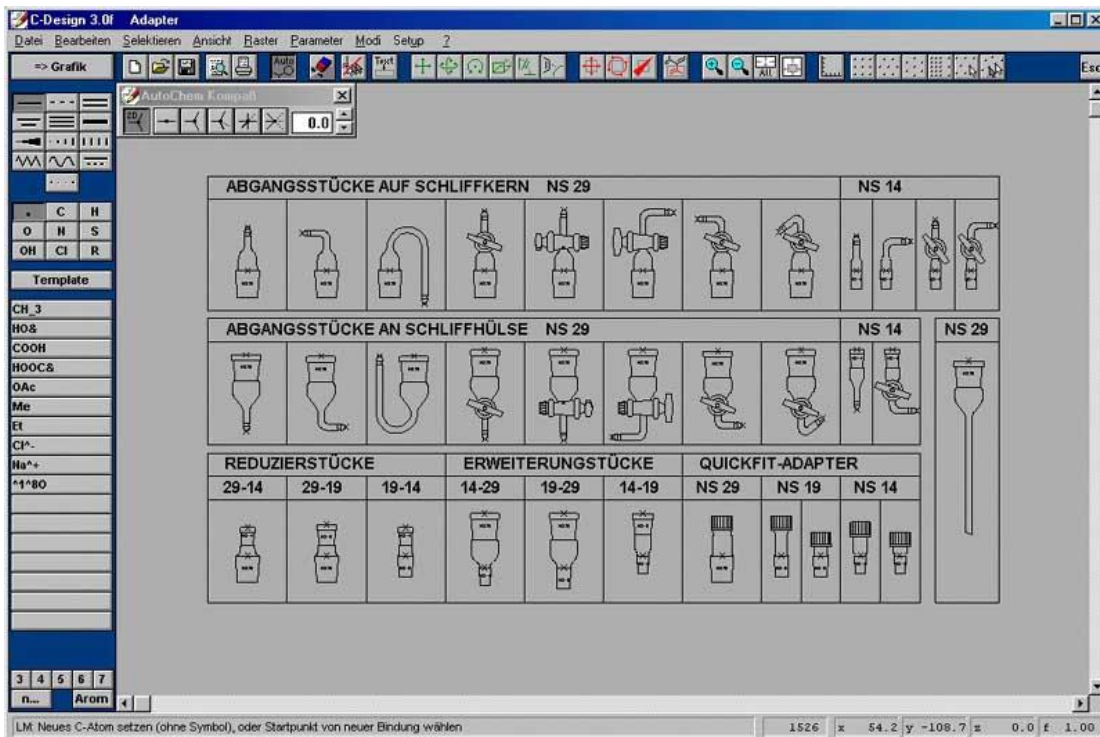 C-Design 3.0f Adapter
Datei Bearbeiten Selektieren Ansicht Raster Parameter Modi Setup ?
=> Grafik
Auto
Text
All
Esc
AutoChem Kompaß
2D
0.0
C H
O N S
OH Cl R
Template
CH_3
HO&
COOH
HOOC&
OAc
Me
Et
Cl^-
Na^+
^1^8O
3 4 5 6 7
n... Arom
ABGANGSSTÜCKE AUF SCHLIFFKERN NS 29 NS 14
ABGANGSSTÜCKE AN SCHLIFFHÜLSE NS 29 NS 14 NS 29
REDUZIERSTÜCKE ERWEITERUNGSTÜCKE QUICKFIT-ADAPTER
29-14 29-19 19-14 14-29 19-29 14-19 NS 29 NS 19 NS 14
LM: Neues C-Atom setzen (ohne Symbol), oder Startpunkt von neuer Bindung wählen 1526 x 54.2 y -108.7 z 0.0 f 1.00